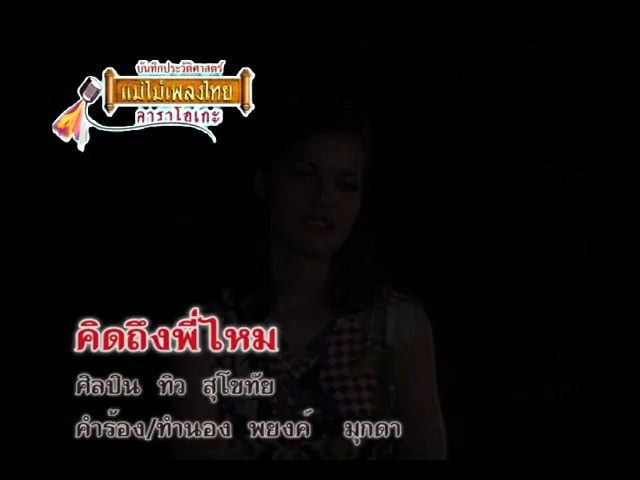 บันทึกประวัติศาสตร์
แม่ไม้เพลงไทย
คาราโอเกะ
คิดถึงพี่ไหม
ศิลปิน ทิว สุโขทัย
คำร้อง/ทำนอง พยงค์ มุกดา